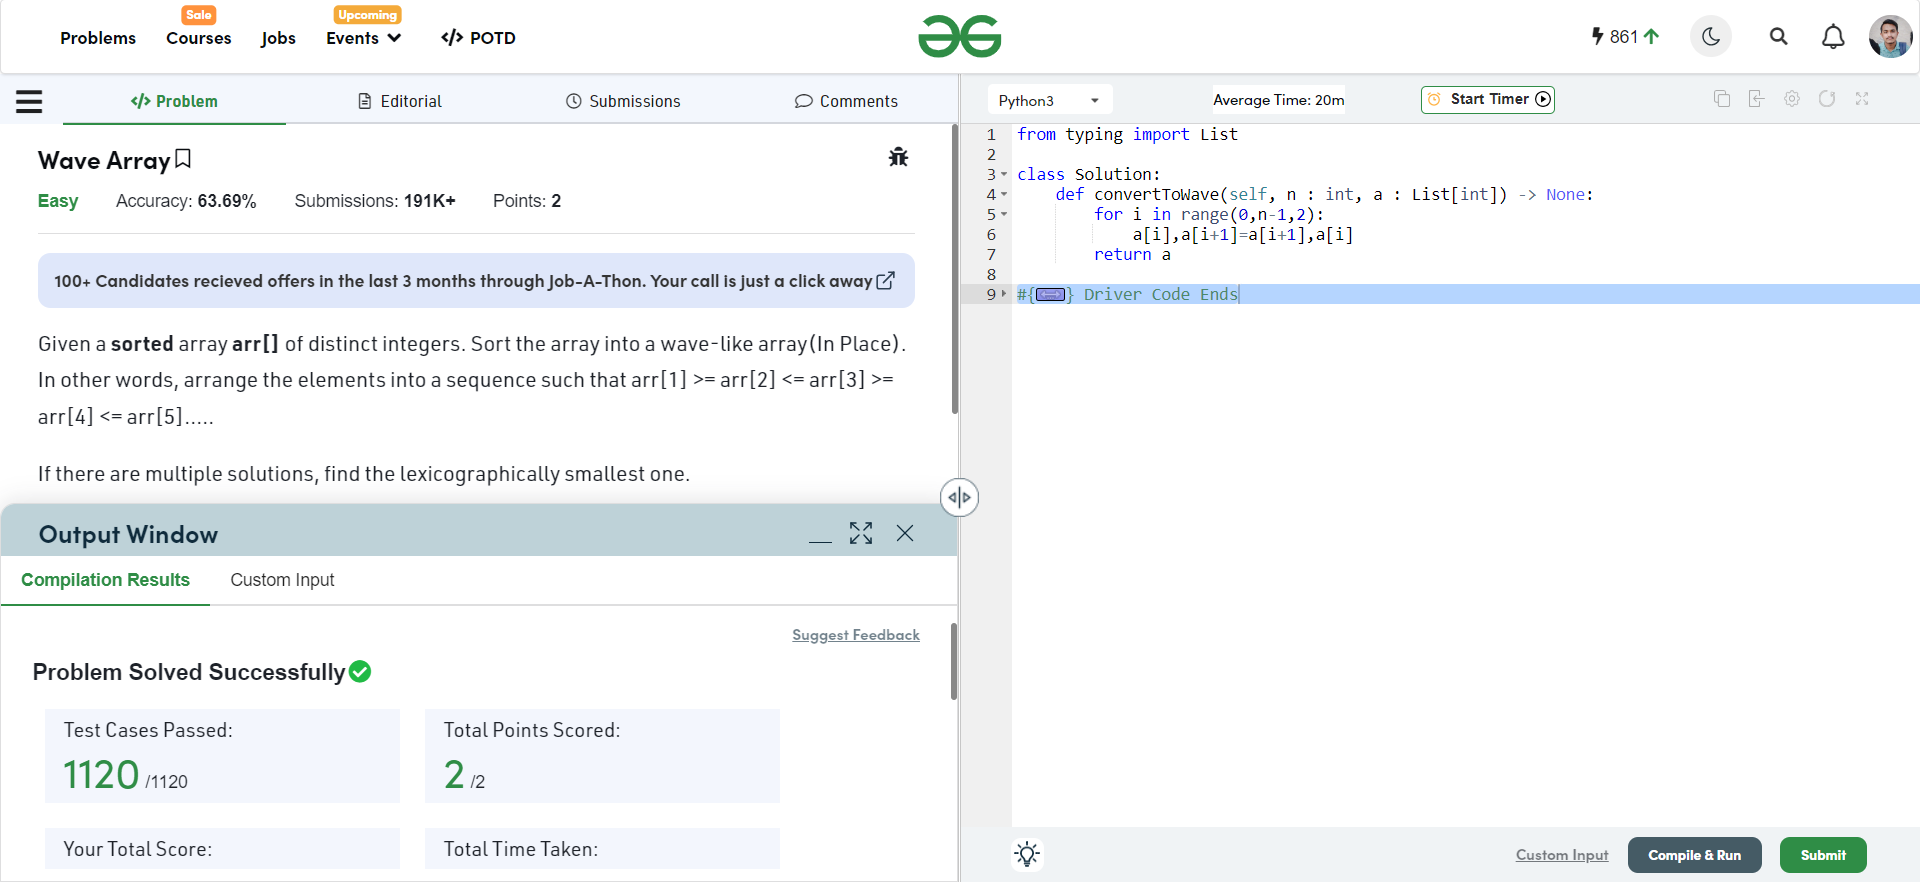 Sale
Upcoming
Problems
Courses
Jobs
Events
</> POTD
861
</> Problem
Editorial
Submissions
Comments
Wave Array
Easy
Accuracy: 63.69%
Submissions: 191K+
Points: 2
100+ Candidates recieved offers in the last 3 months through Job-A-Thon. Your call is just a click away
Given a sorted array arr[] of distinct integers. Sort the array into a wave-like array(In Place).
In other words, arrange the elements into a sequence such that arr[1] >= arr[2] <= arr[3] >=
arr[4] <= arr[5].....
If there are multiple solutions, find the lexicographically smallest one.
Output Window
Compilation Results
Custom Input
Suggest Feedback
Problem Solved Successfully
Test Cases Passed:
1120 /1120
Total Points Scored:
2 /2
Your Total Score:
Total Time Taken:
Python3
Average Time: 20m
Start Timer
1 from typing import List
2
3 class Solution:
4     def convertToWave(self, n : int, a : List[int]) -> None:
5         for i in range(0,n-1,2):
6             a[i],a[i+1]=a[i+1],a[i]
7         return a
8
9 #{} Driver Code Ends
Custom Input
Compile & Run
Submit